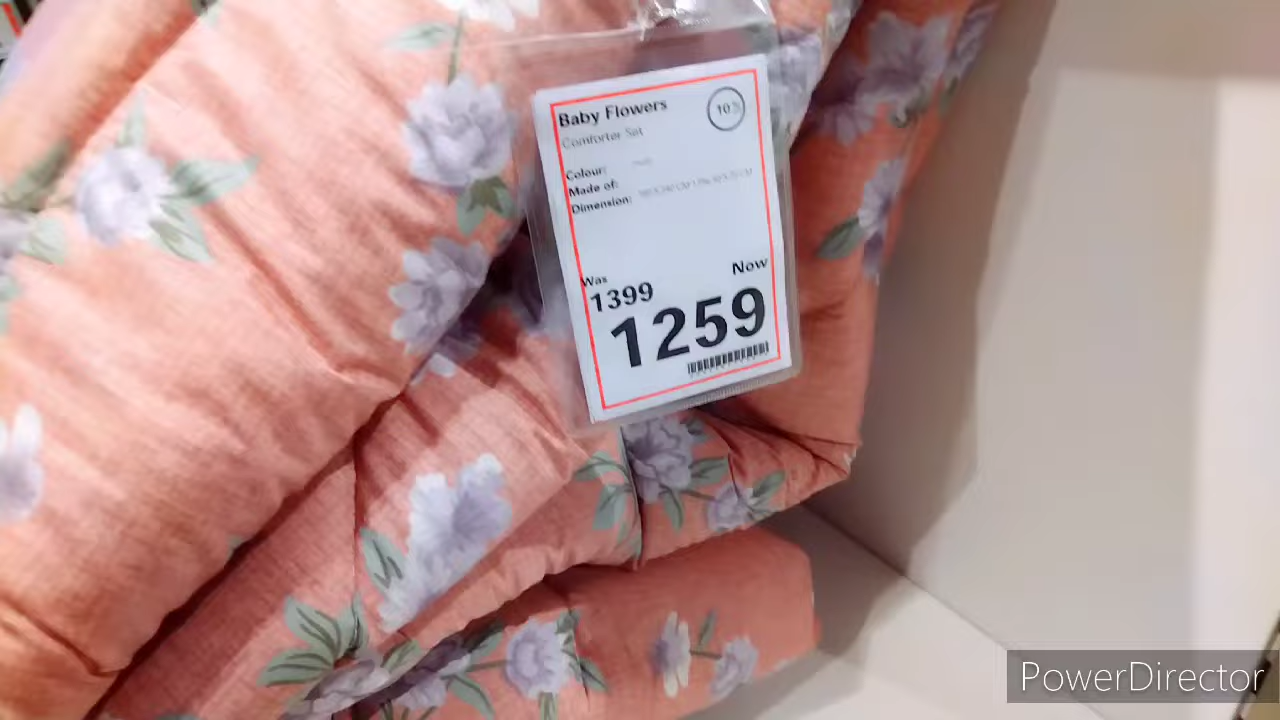 Baby Flowers
10%
Comforter Set
Colour:
Made of:
Dimension:
Was
Now
1399
1259
PowerDirector